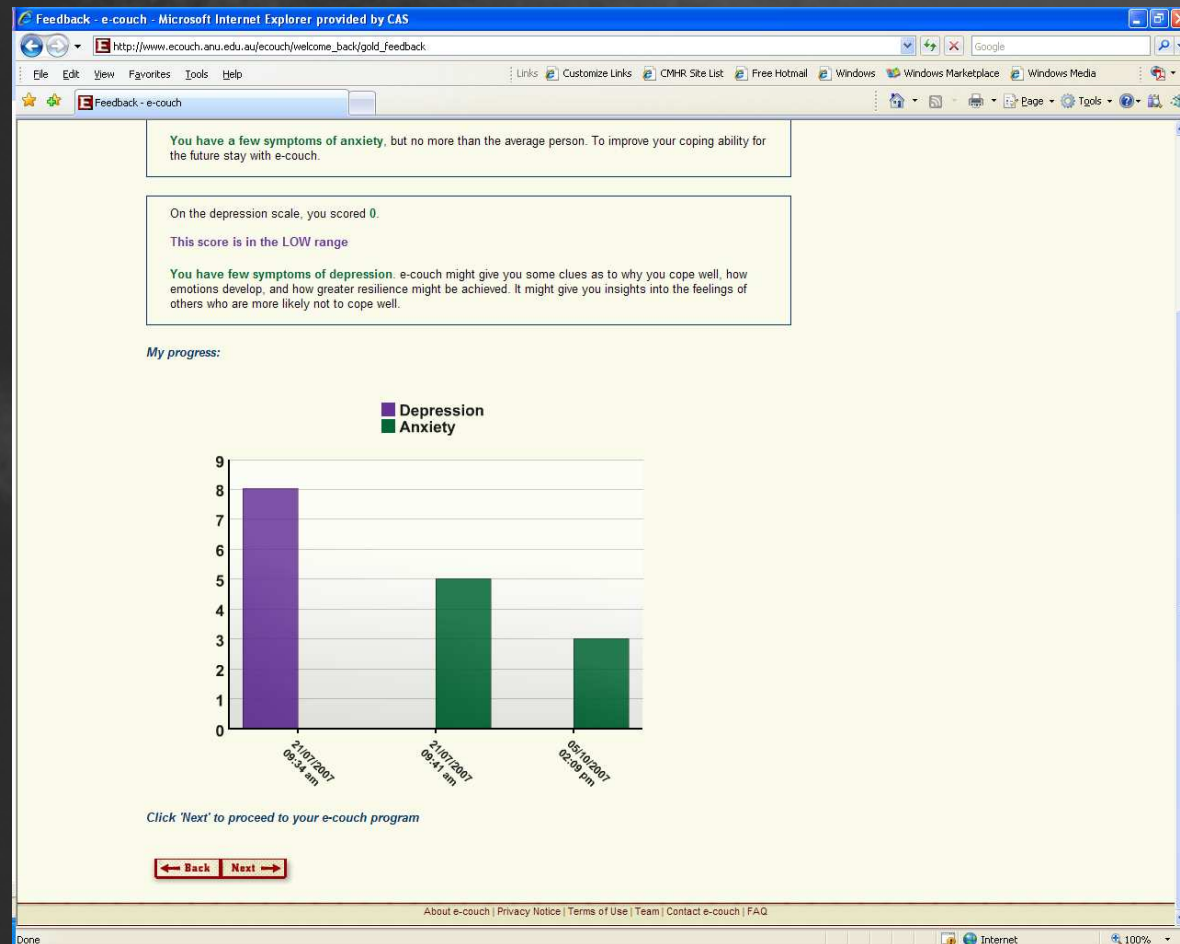 Feedback - e-couch - Microsoft Internet Explorer provided by CAS
http://www.ecouch.anu.edu.au/ecouch/welcome_back/gold_feedback
Google
File Edit View Favorites Tools Help
Links Customize Links CMHR Site List Free Hotmail Windows Windows Marketplace Windows Media
Feedback - e-couch
Page Tools
You have a few symptoms of anxiety, but no more than the average person. To improve your coping ability for
the future stay with e-couch.
On the depression scale, you scored 0.
This score is in the LOW range
You have few symptoms of depression. e-couch might give you some clues as to why you cope well, how
emotions develop, and how greater resilience might be achieved. It might give you insights into the feelings of
others who are more likely not to cope well.
My progress:
Depression
Anxiety
9
8
7
6
5
4
3
2
1
0
21/07/2007
09:34 am
21/07/2007
09:41 am
05/10/2007
02:09 pm
Click 'Next' to proceed to your e-couch program
Back Next
About e-couch | Privacy Notice | Terms of Use | Team | Contact e-couch | FAQ
Done
Internet
100%